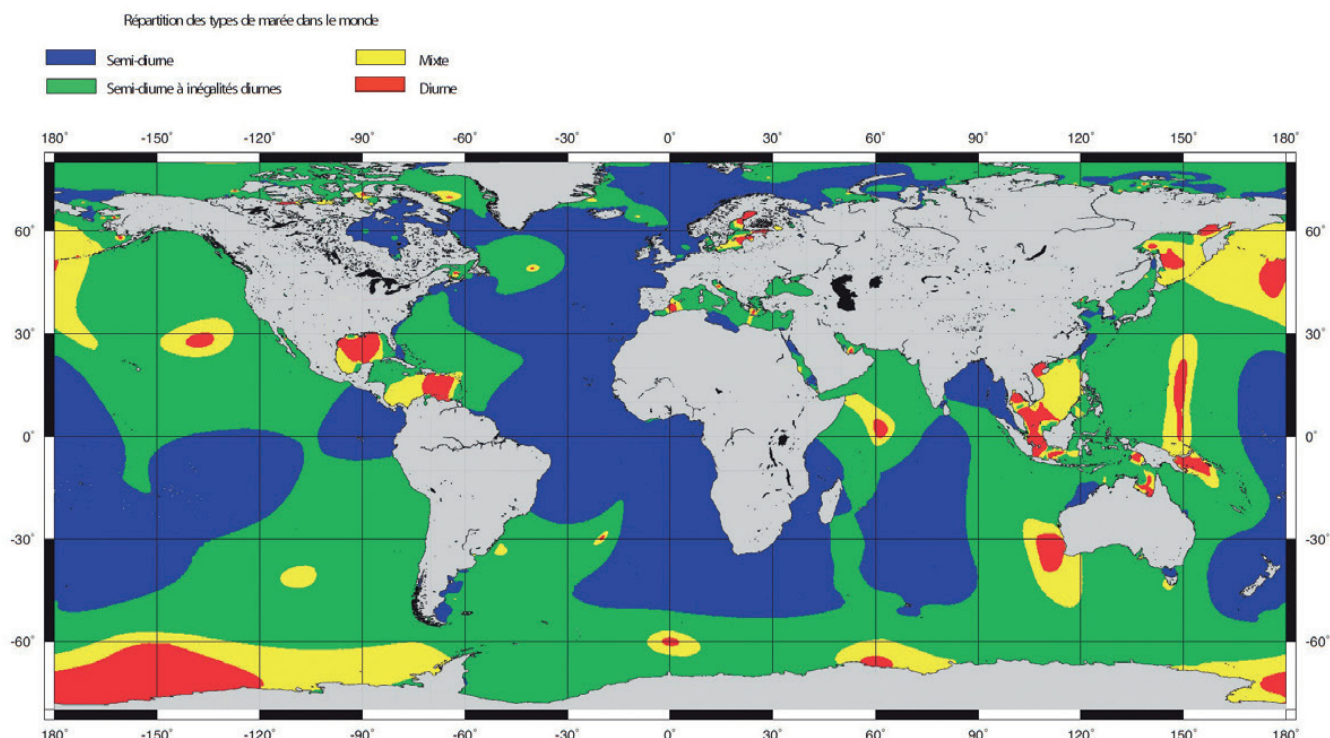 Répartition des types de marée dans le monde
Semi-diurne
Mixte
Semi-diurne à inégalités diurnes
Diurne
180° -150° -120° -90° -60° -30° 0° 30° 60° 90° 120° 150° 180°
60° 60°
30° 30°
0° 0°
-30° -30°
-60° -60°
180° -150° -120° -90° -60° -30° 0° 30° 60° 90° 120° 150° 180°